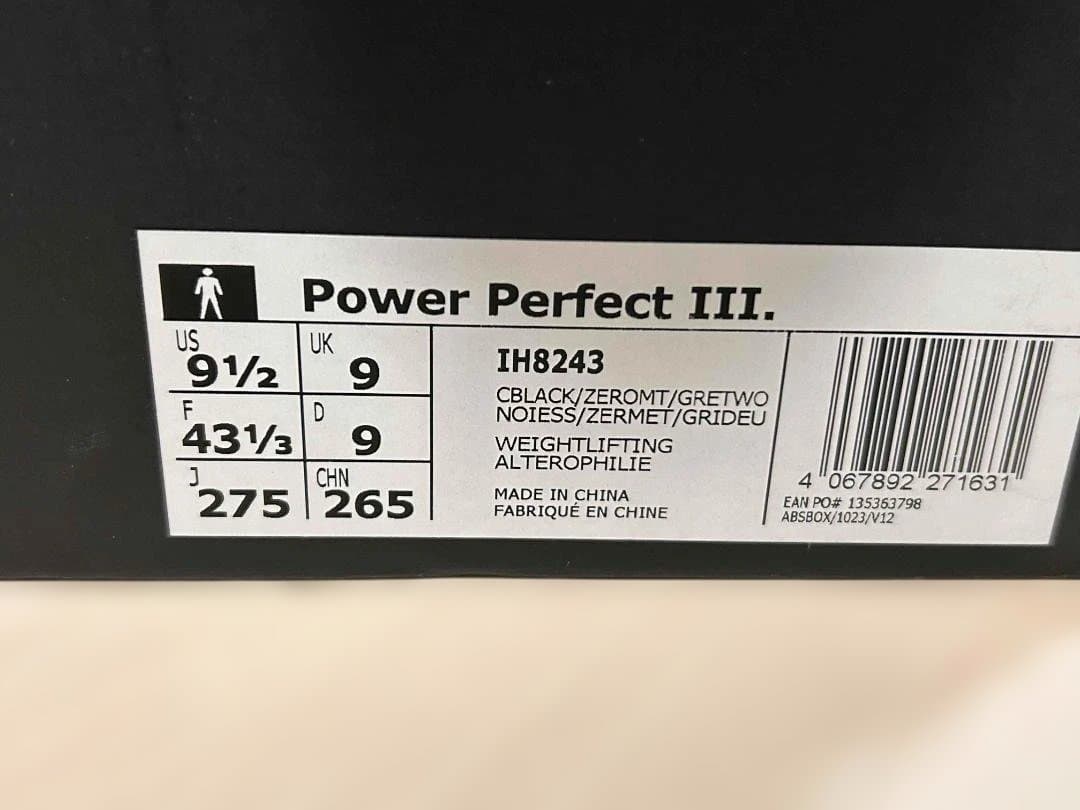 Power Perfect III.
US 9½ UK 9
F 43⅓ D 9
J 275 CHN 265
IH8243
CBLACK/ZEROMT/GRETWO
NOIESS/ZERMET/GRIDEU
WEIGHTLIFTING
ALTEROPHILIE
MADE IN CHINA
FABRIQUÉ EN CHINE
4 067892 271631
EAN PO# 135363798
ABSBOX/1023/V12